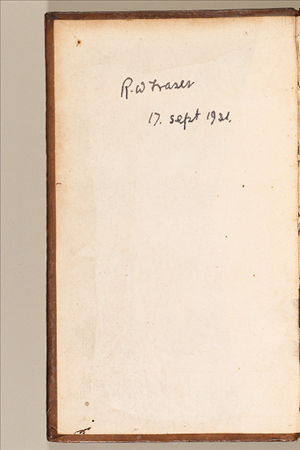 R. W Fraser
17. sept 1921.